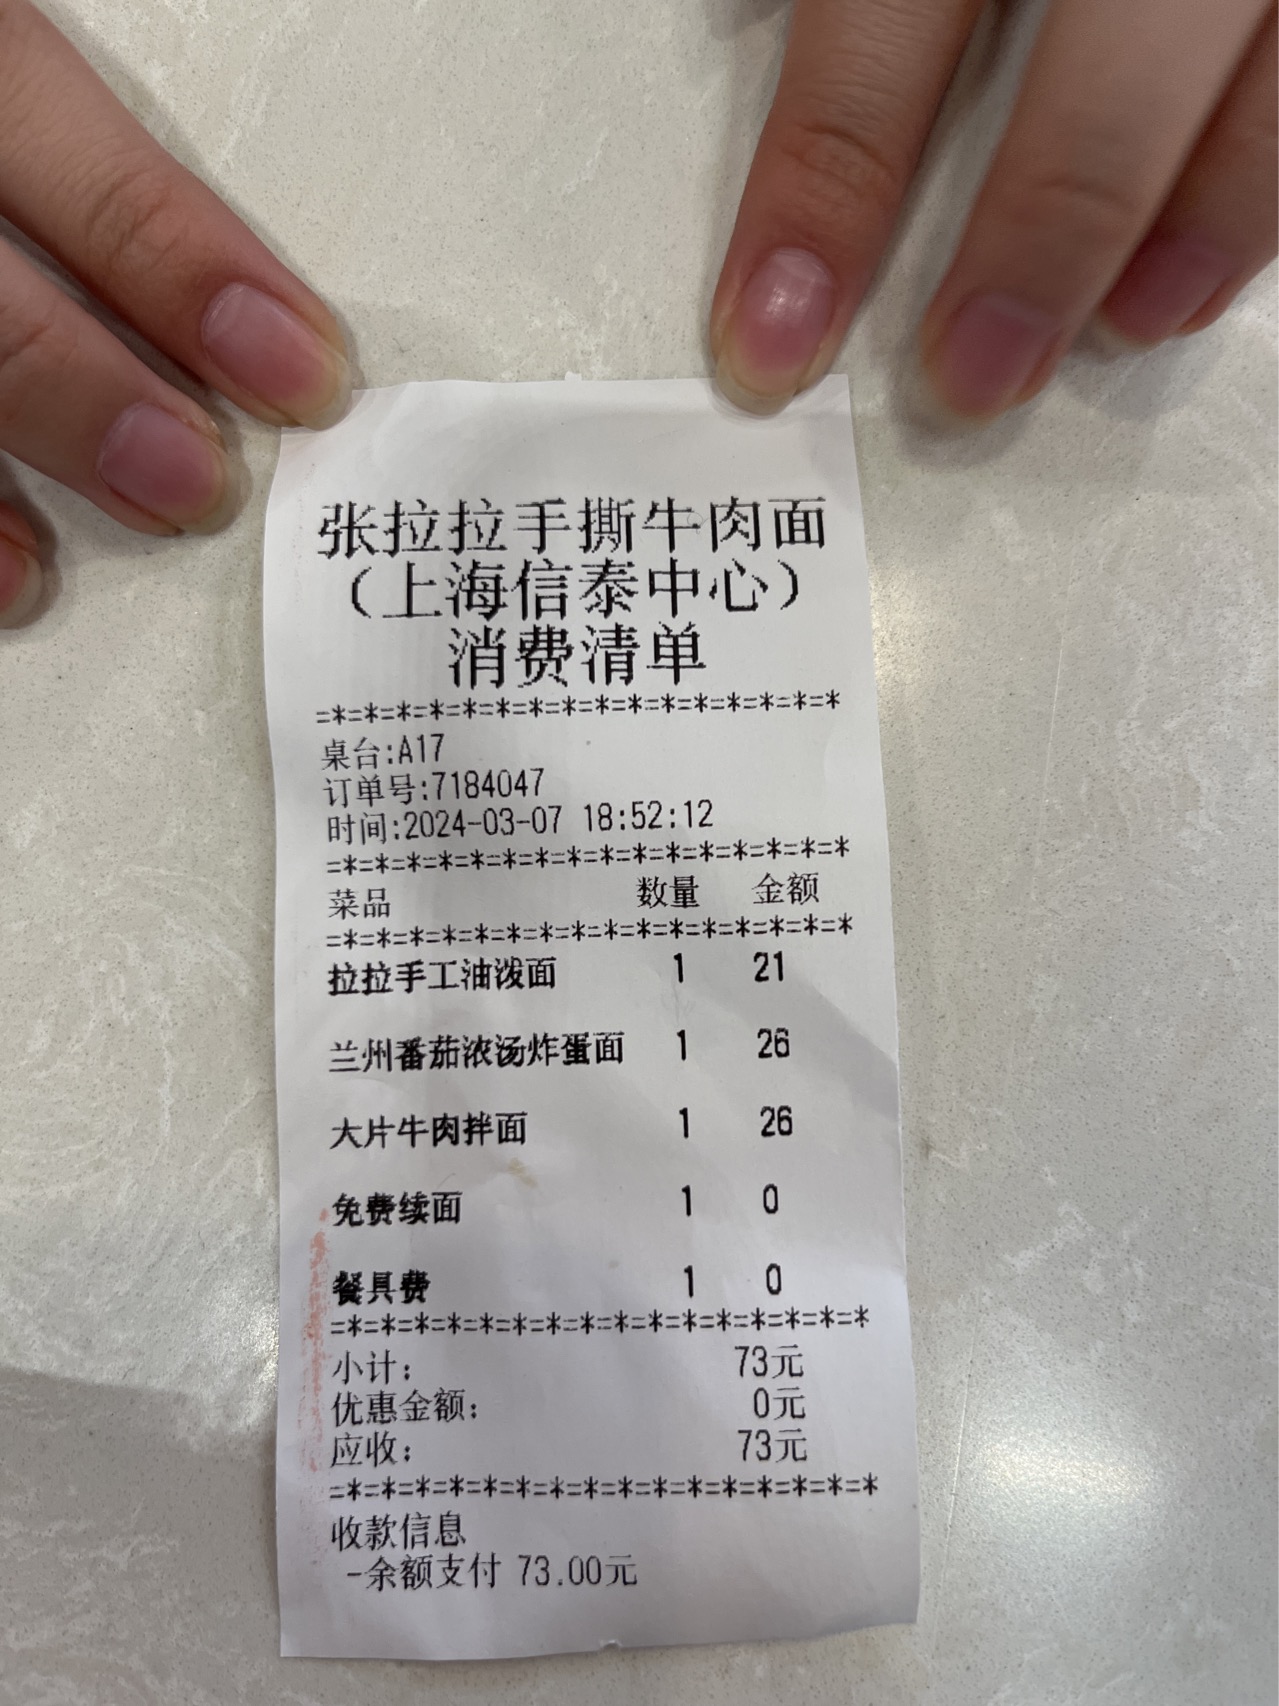 张拉拉手撕牛肉面
（上海信泰中心）
消费清单
=*=*=*=*=*=*=*=*=*=*=*=*=*=*=*=*
桌台:A17
订单号:7184047
时间:2024-03-07 18:52:12
=*=*=*=*=*=*=*=*=*=*=*=*=*=*=*=*
菜品 数量 金额
=*=*=*=*=*=*=*=*=*=*=*=*=*=*=*=*
拉拉手工油泼面 1 21
兰州番茄浓汤炸蛋面 1 26
大片牛肉拌面 1 26
免费续面 1 0
餐具费 1 0
=*=*=*=*=*=*=*=*=*=*=*=*=*=*=*=*
小计： 73元
优惠金额： 0元
应收： 73元
=*=*=*=*=*=*=*=*=*=*=*=*=*=*=*=*
收款信息
-余额支付 73.00元